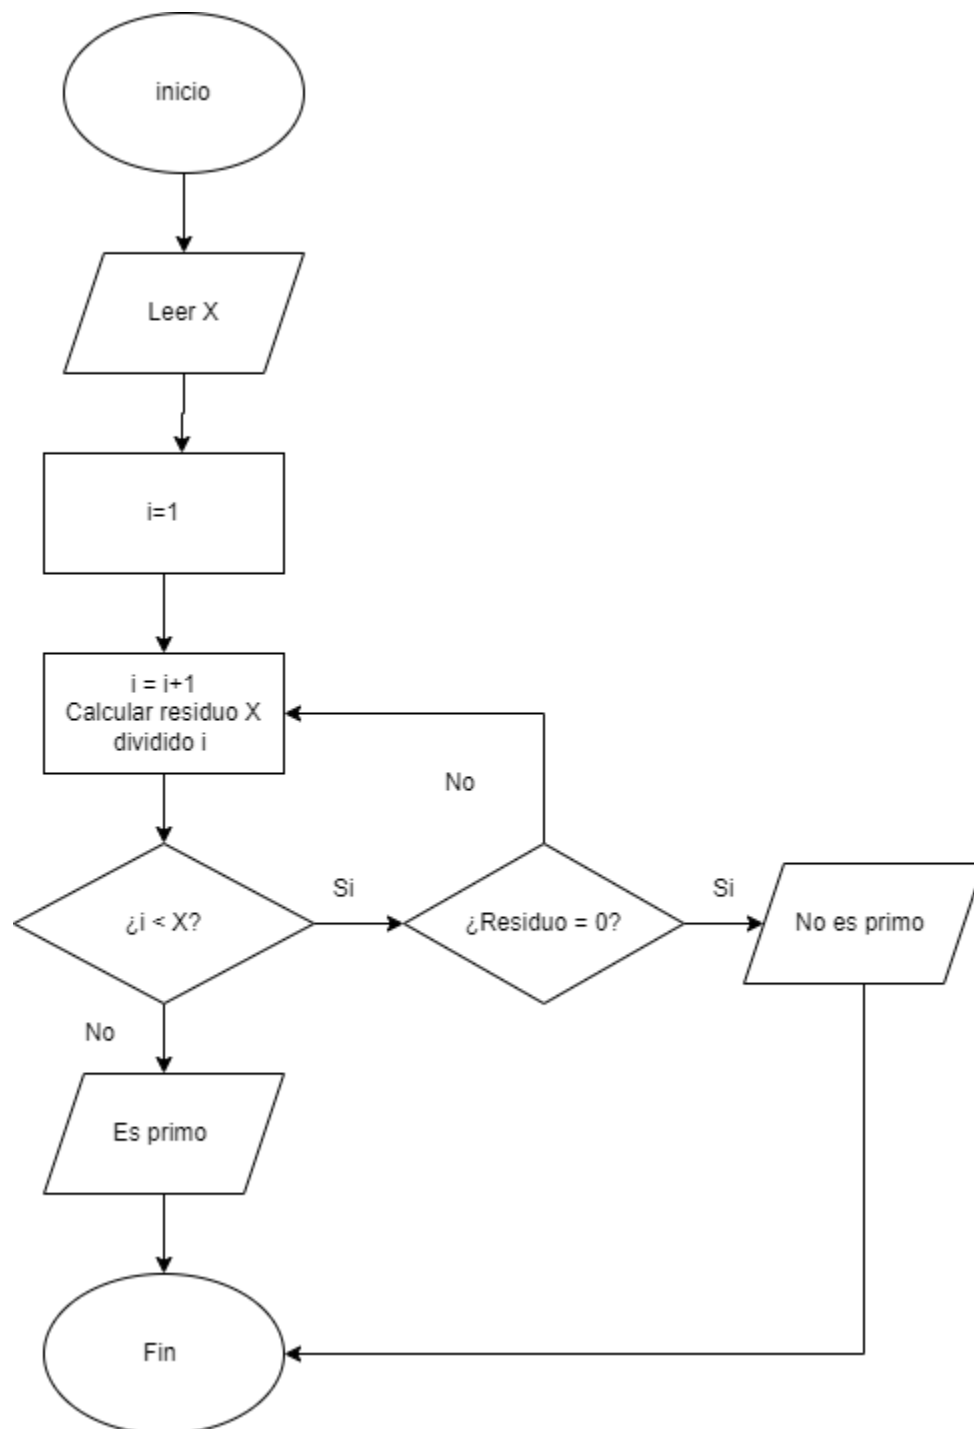 inicio
Leer X
i=1
i = i+1
Calcular residuo X
dividido i
No
¿i < X?
Si
¿Residuo = 0?
Si
No es primo
No
Es primo
Fin